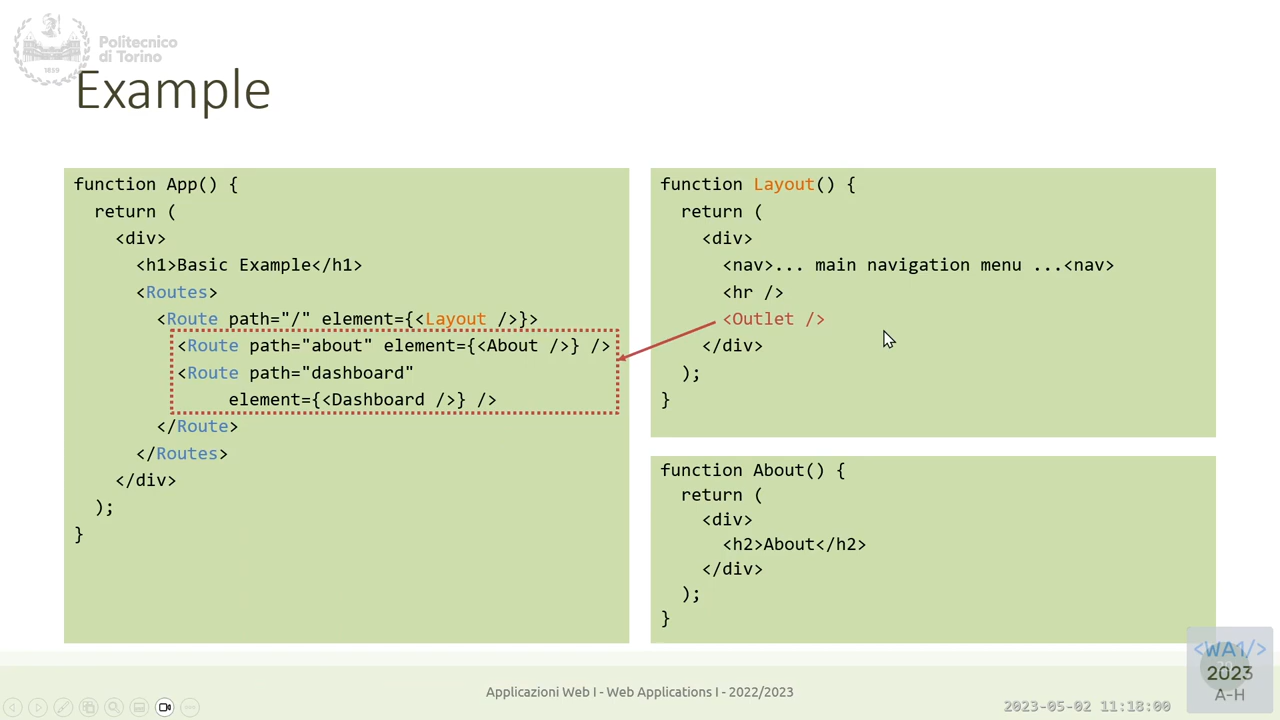 Politecnico
di Torino
1859
Example
function App() {
  return (
    <div>
      <h1>Basic Example</h1>
      <Routes>
        <Route path="/" element={<Layout />}>
          <Route path="about" element={<About />} />
          <Route path="dashboard"
               element={<Dashboard />} />
        </Route>
      </Routes>
    </div>
  );
}
function Layout() {
  return (
    <div>
      <nav>... main navigation menu ...<nav>
      <hr />
      <Outlet />
    </div>
  );
}
function About() {
  return (
    <div>
      <h2>About</h2>
    </div>
  );
}
Applicazioni Web I - Web Applications I - 2022/2023
2023-05-02 11:18:00
<WA1/>
2023
A-H